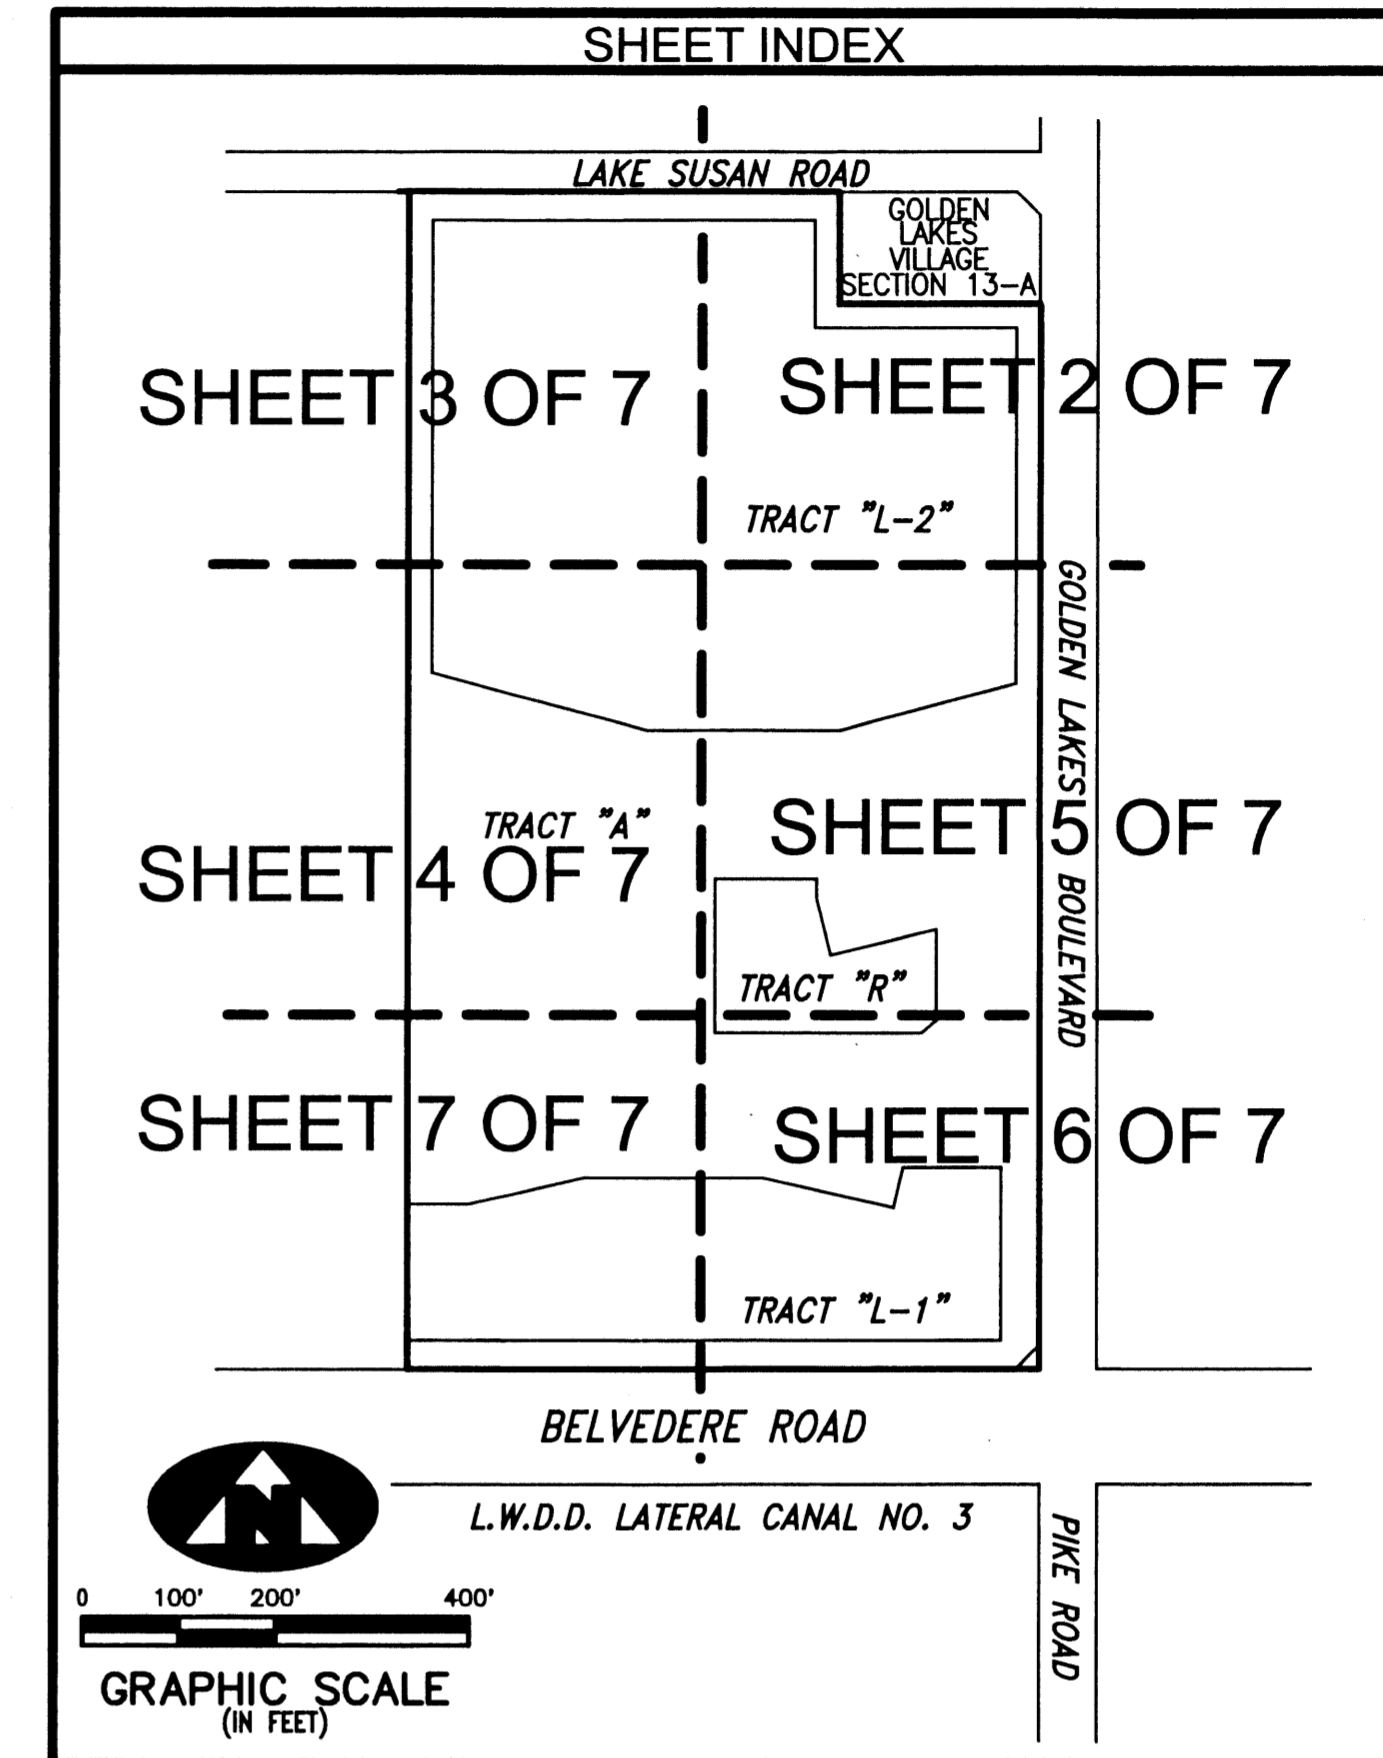 SHEET INDEX
LAKE SUSAN ROAD
GOLDEN
LAKES
VILLAGE
SECTION 13-A
SHEET 3 OF 7
SHEET 2 OF 7
TRACT "L-2"
GOLDEN LAKES BOULEVARD
TRACT "A"
SHEET 4 OF 7
SHEET 5 OF 7
TRACT "R"
SHEET 7 OF 7
SHEET 6 OF 7
TRACT "L-1"
BELVEDERE ROAD
N
L.W.D.D. LATERAL CANAL NO. 3
PIKE ROAD
0 100' 200' 400'
GRAPHIC SCALE
(IN FEET)